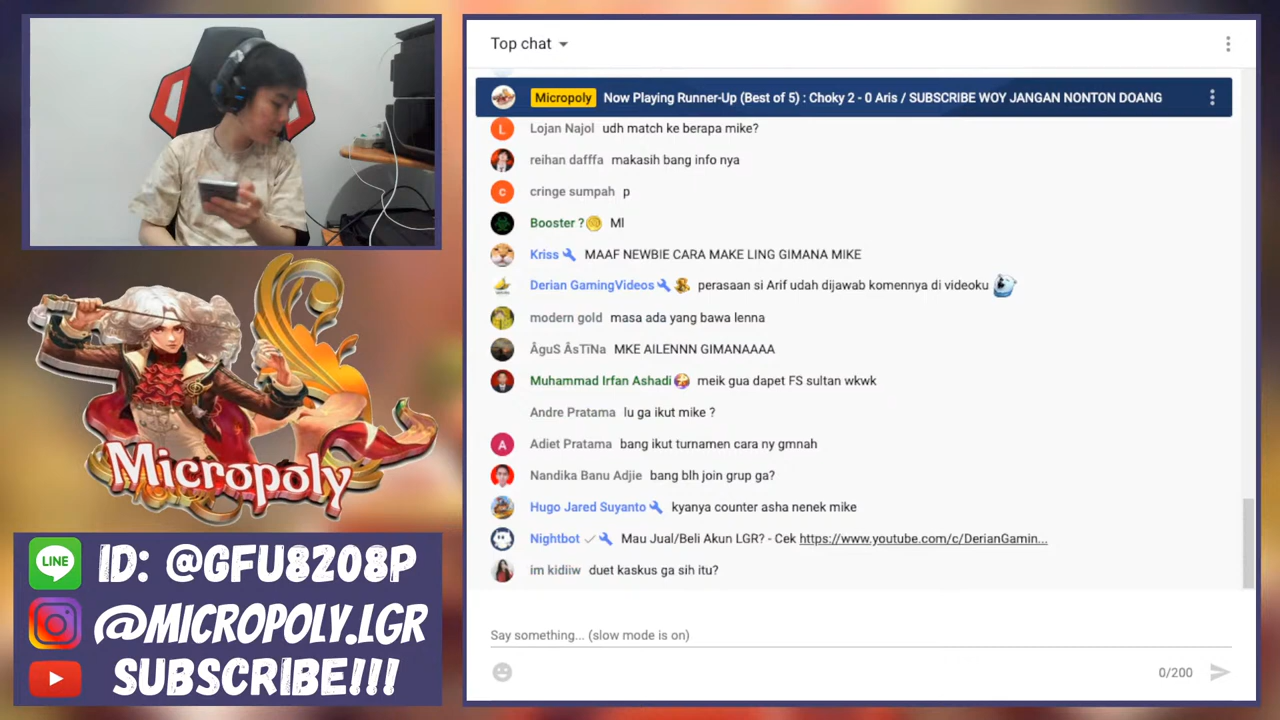 Top chat
Micropoly Now Playing Runner-Up (Best of 5) : Choky 2 - 0 Aris / SUBSCRIBE WOY JANGAN NONTON DOANG
L Lojan Najol udh match ke berapa mike?
reihan dafffa makasih bang info nya
c cringe sumpah p
Booster ? MI
Kriss MAAF NEWBIE CARA MAKE LING GIMANA MIKE
Derian GamingVideos perasaan si Arif udah dijawab komennya di videoku
modern gold masa ada yang bawa lenna
ÂguS ÂsTïNa MKE AILENNN GIMANAAAA
Muhammad Irfan Ashadi meik gua dapet FS sultan wkwk
Andre Pratama lu ga ikut mike ?
A Adiet Pratama bang ikut turnamen cara ny gmnah
Nandika Banu Adjie bang blh join grup ga?
Hugo Jared Suyanto kyanya counter asha nenek mike
Nightbot Mau Jual/Beli Akun LGR? - Cek https://www.youtube.com/c/DerianGamin...
im kidiiw duet kaskus ga sih itu?
Say something... (slow mode is on)
0/200
Micropoly
LINE ID: @GFU8208P
@MICROPOLY.LGR
SUBSCRIBE!!!